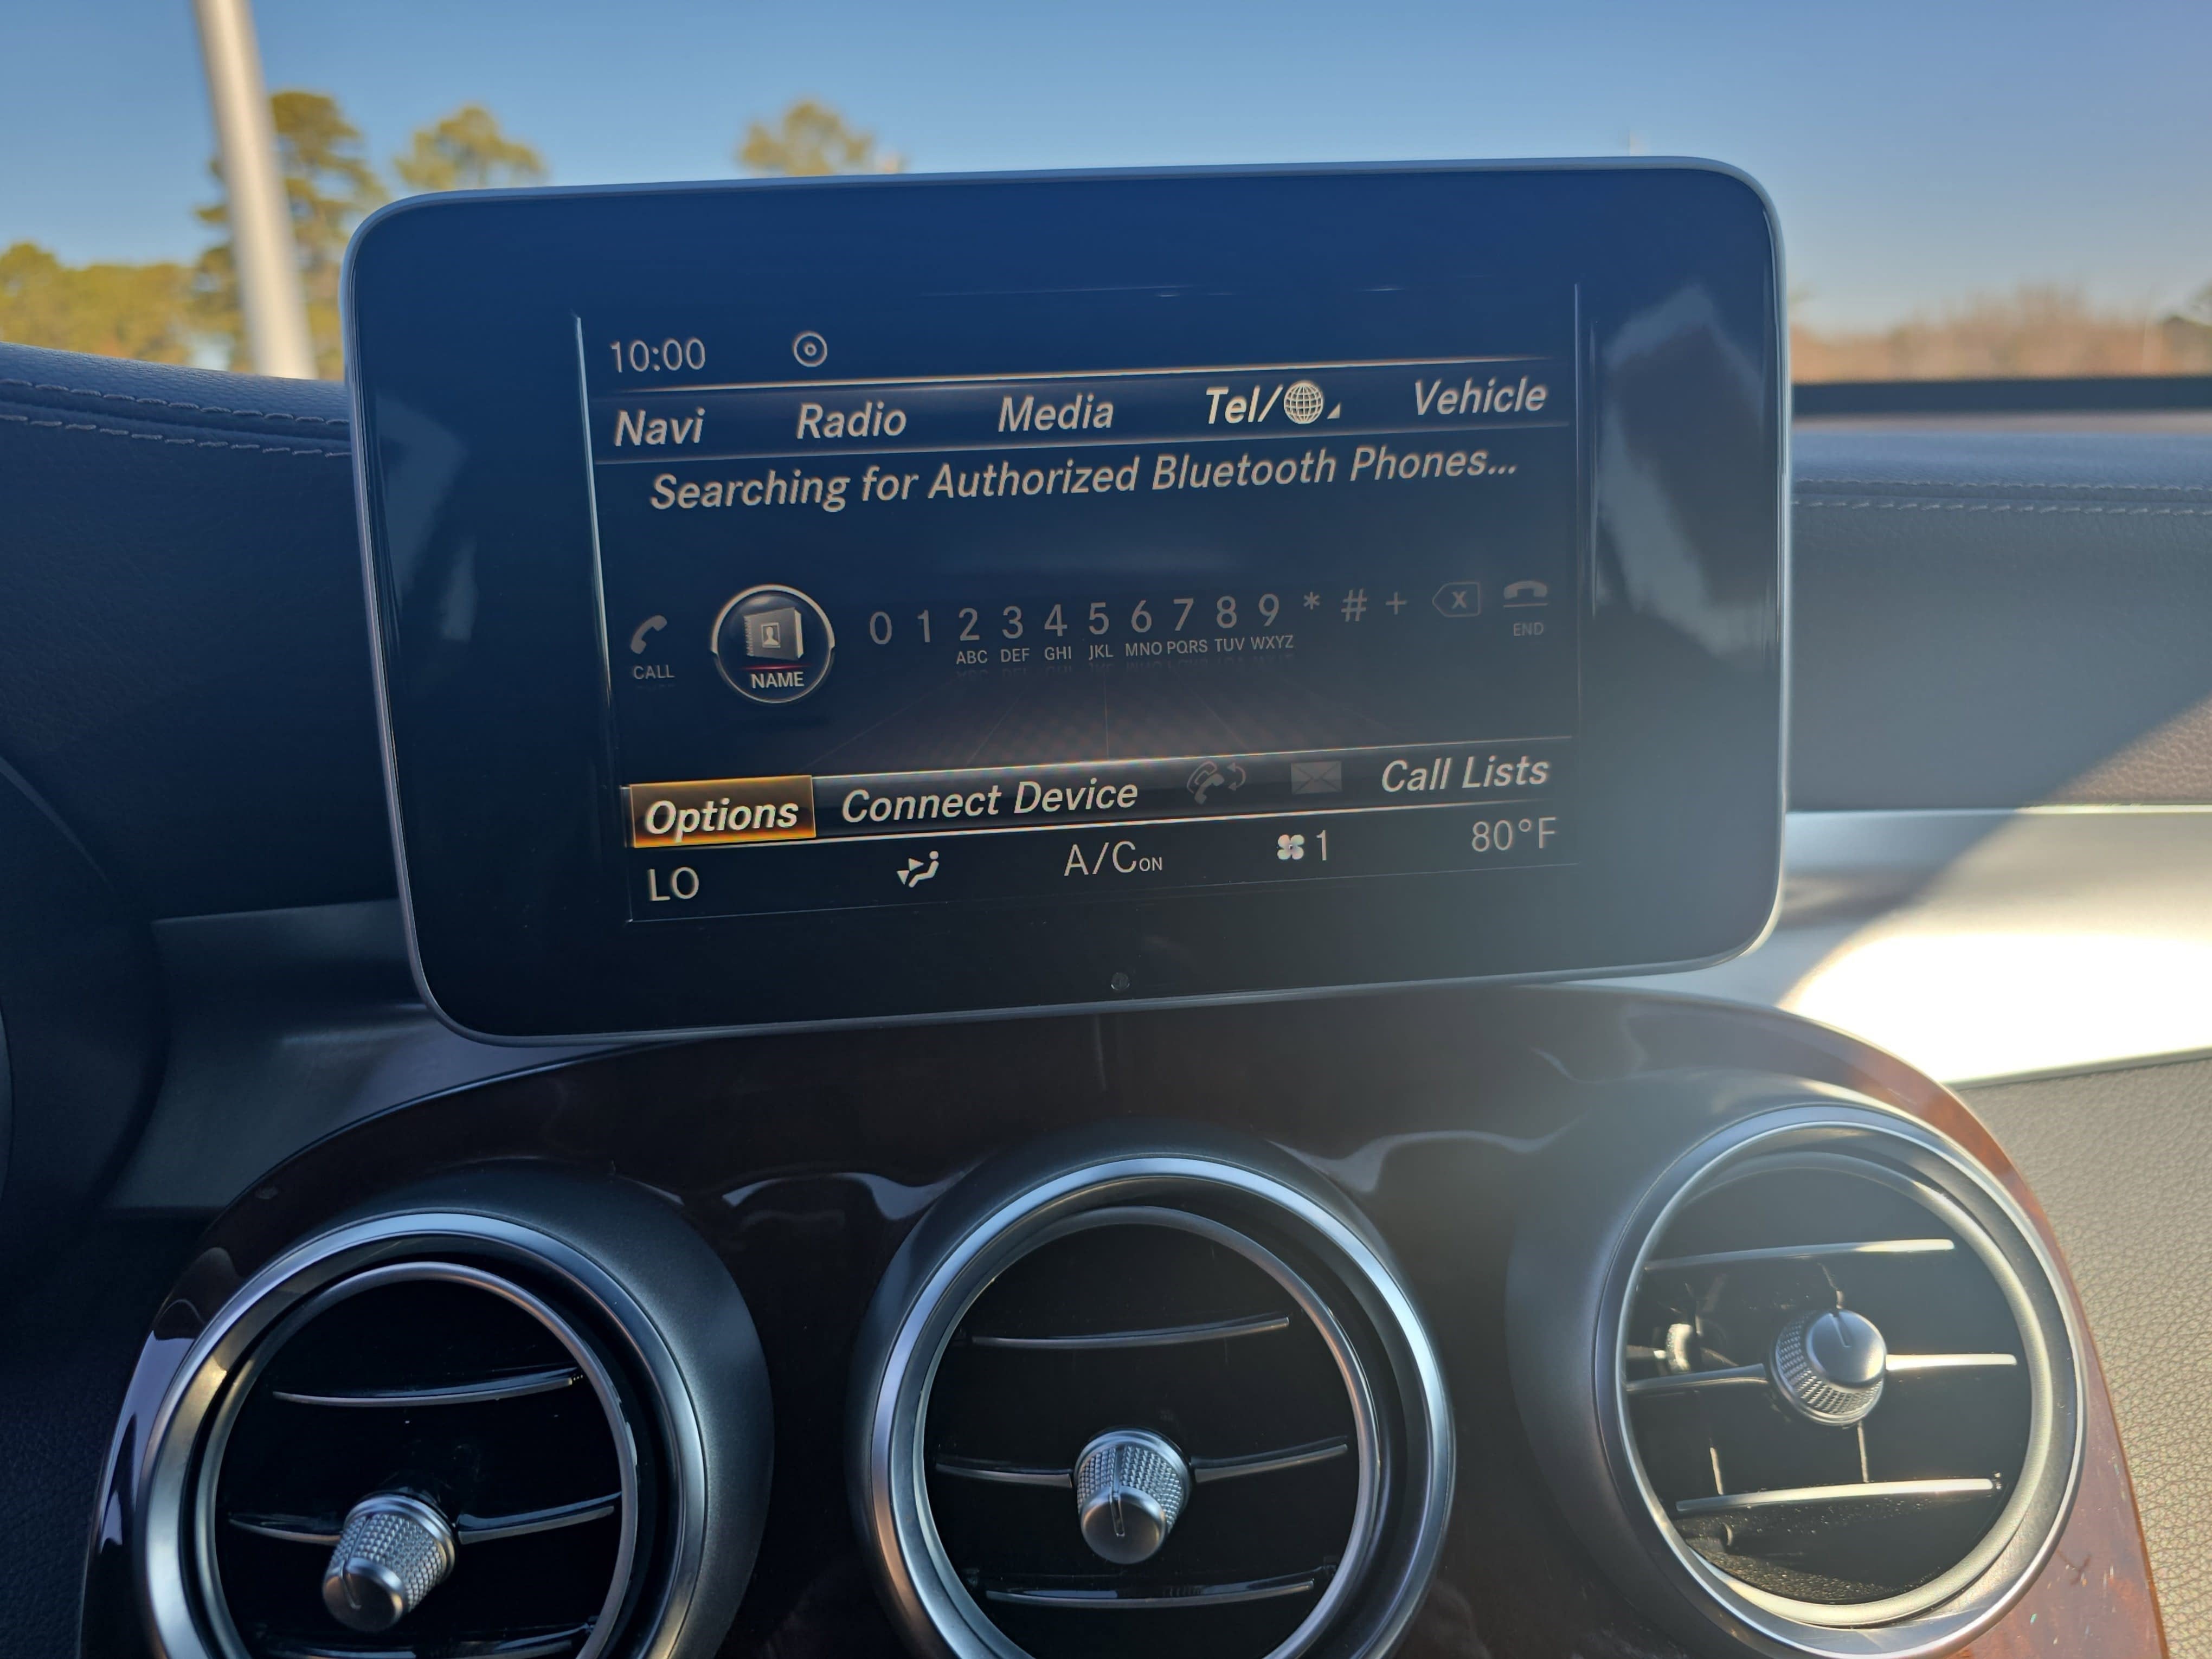 10:00
Navi Radio Media Tel/ Vehicle
Searching for Authorized Bluetooth Phones...
0 1 2 3 4 5 6 7 8 9 * # + X
ABC DEF GHI JKL MNO PQRS TUV WXYZ
CALL NAME END
Options Connect Device Call Lists
LO A/C ON 1 80°F